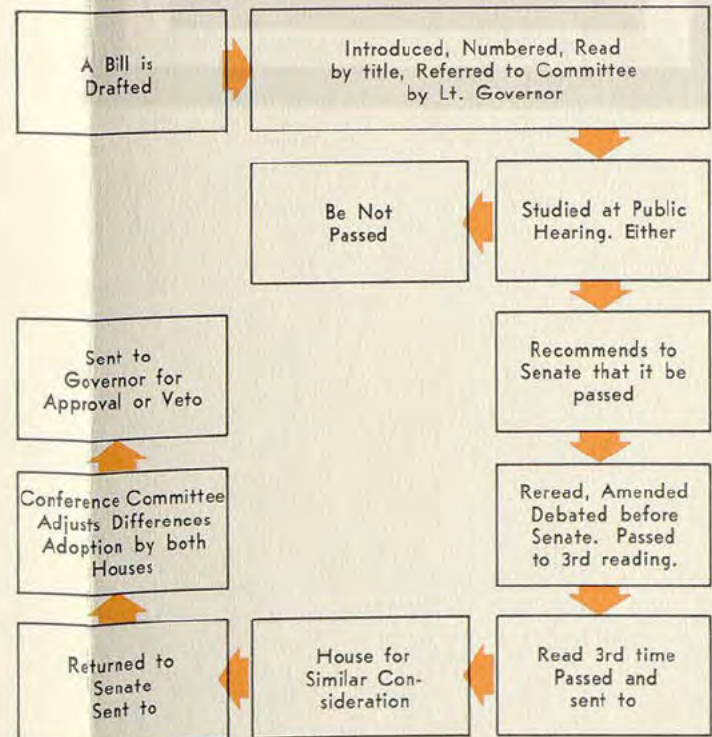 A Bill is
Drafted
Introduced, Numbered, Read
by title, Referred to Committee
by Lt. Governor
Studied at Public
Hearing. Either
Be Not
Passed
Recommends to
Senate that it be
passed
Reread, Amended
Debated before
Senate. Passed
to 3rd reading.
Read 3rd time
Passed and
sent to
House for
Similar Con-
sideration
Returned to
Senate
Sent to
Conference Committee
Adjusts Differences
Adoption by both
Houses
Sent to
Governor for
Approval or Veto